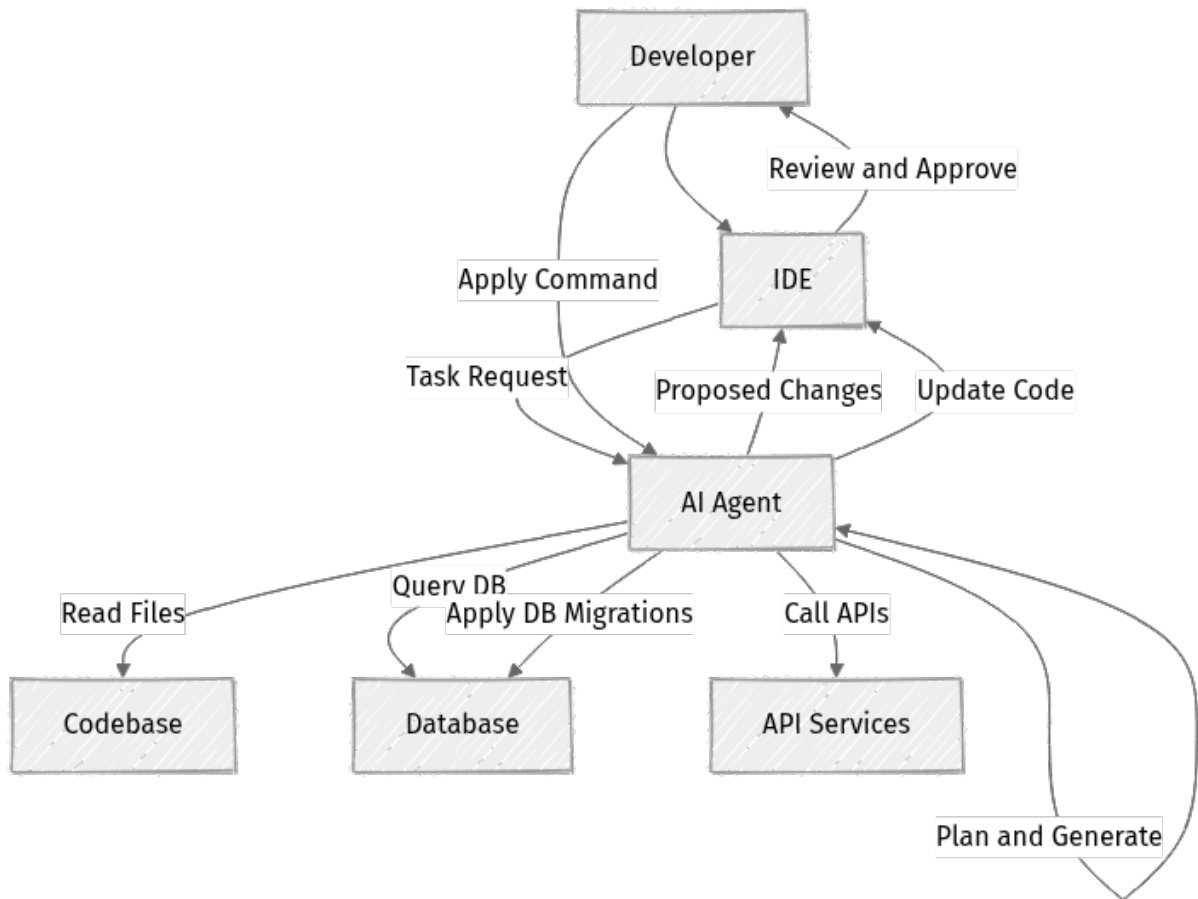 Developer
Review and Approve
Apply Command
IDE
Task Request
Proposed Changes
Update Code
AI Agent
Query DB
Read Files
Apply DB Migrations
Call APIs
Codebase
Database
API Services
Plan and Generate